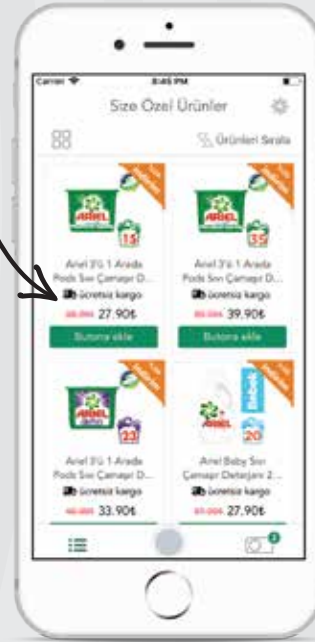 Carrier 8:45 PM
Size Özel Ürünler
Ürünleri Sırala
ARIEL
15
Ariel 3'ü 1 Arada
Pods Sıvı Çamaşır D...
ücretsiz kargo
27.90₺
Butona ekle
ARIEL
35
Ariel 3'ü 1 Arada
Pods Sıvı Çamaşır D...
ücretsiz kargo
39.90₺
Butona ekle
ARIEL
23
Ariel 3'ü 1 Arada
Pods Sıvı Çamaşır D...
ücretsiz kargo
33.90₺
ARIEL
Bebek
20
Ariel Baby Sıvı
Çamaşır Deterjanı 2...
ücretsiz kargo
27.90₺